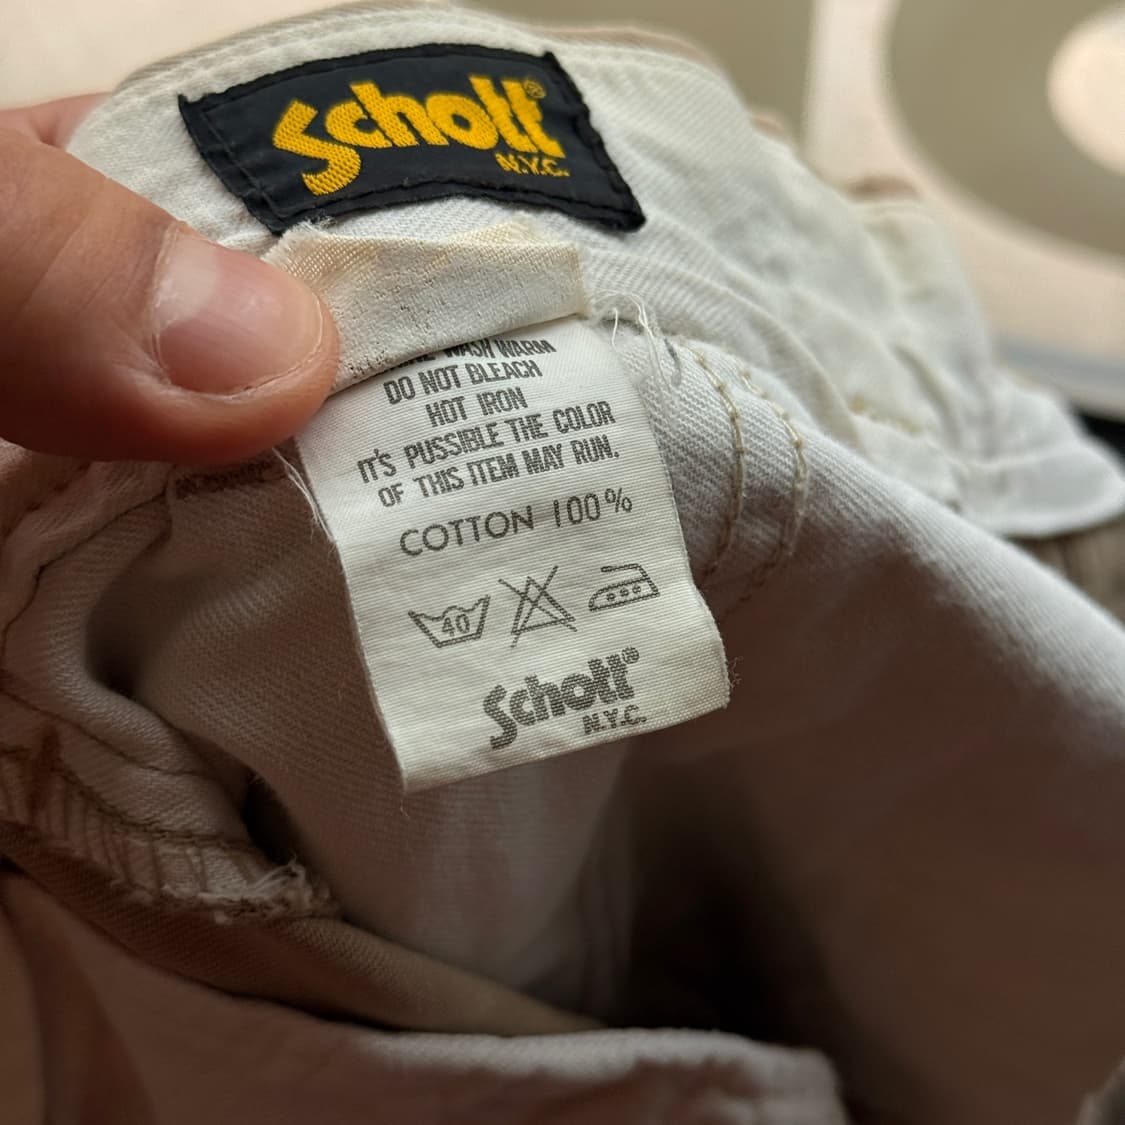 Schott®
N.Y.C.
WASH WARM
DO NOT BLEACH
HOT IRON
IT'S PUSSIBLE THE COLOR
OF THIS ITEM MAY RUN.
COTTON 100%
40
Schott®
N.Y.C.